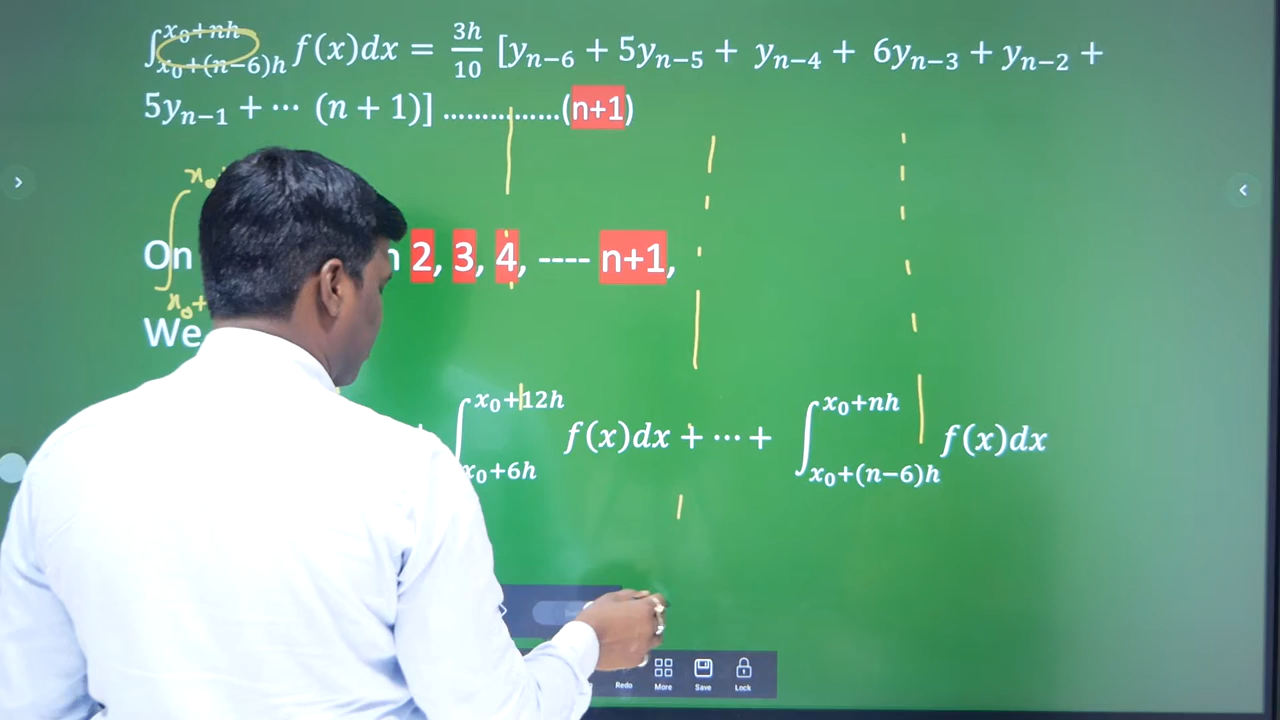 ∫_{x₀+(n−6)h}^{x₀+nh} f(x)dx = 3h/10 [y_{n−6} + 5y_{n−5} + y_{n−4} + 6y_{n−3} + y_{n−2} +
5y_{n−1} + ⋯ (n + 1)] ...............(n+1)
x₀+
∫
On n 2, 3, 4, ---- n+1,
x₀+
We
+ ∫_{x₀+6h}^{x₀+12h} f(x)dx + ⋯ + ∫_{x₀+(n−6)h}^{x₀+nh} f(x)dx
Redo More Save Lock